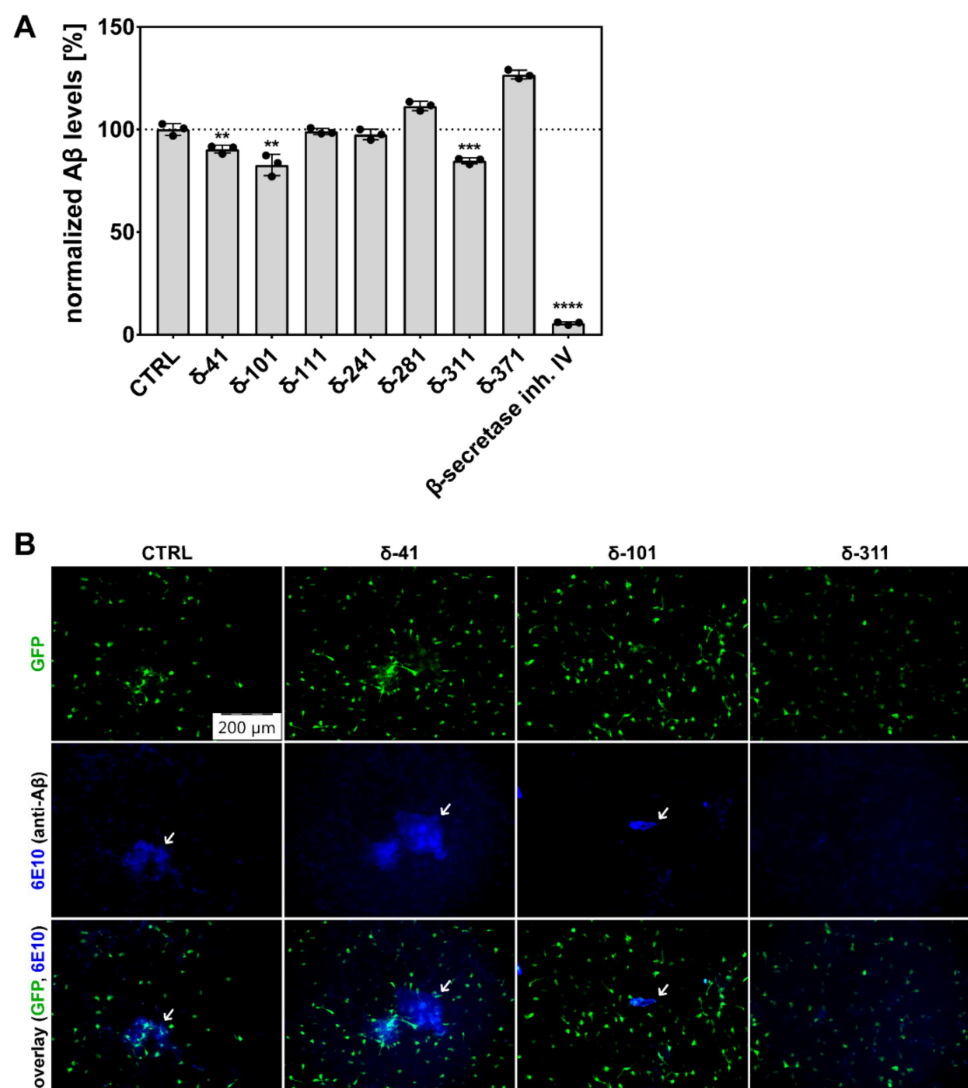 A
normalized Aβ levels [%]
150
100
50
0
**
**
***
****
CTRL
δ-41
δ-101
δ-111
δ-241
δ-281
δ-311
δ-371
β-secretase inh. IV
B
CTRL
δ-41
δ-101
δ-311
GFP
200 μm
6E10 (anti-Aβ)
overlay (GFP, 6E10)